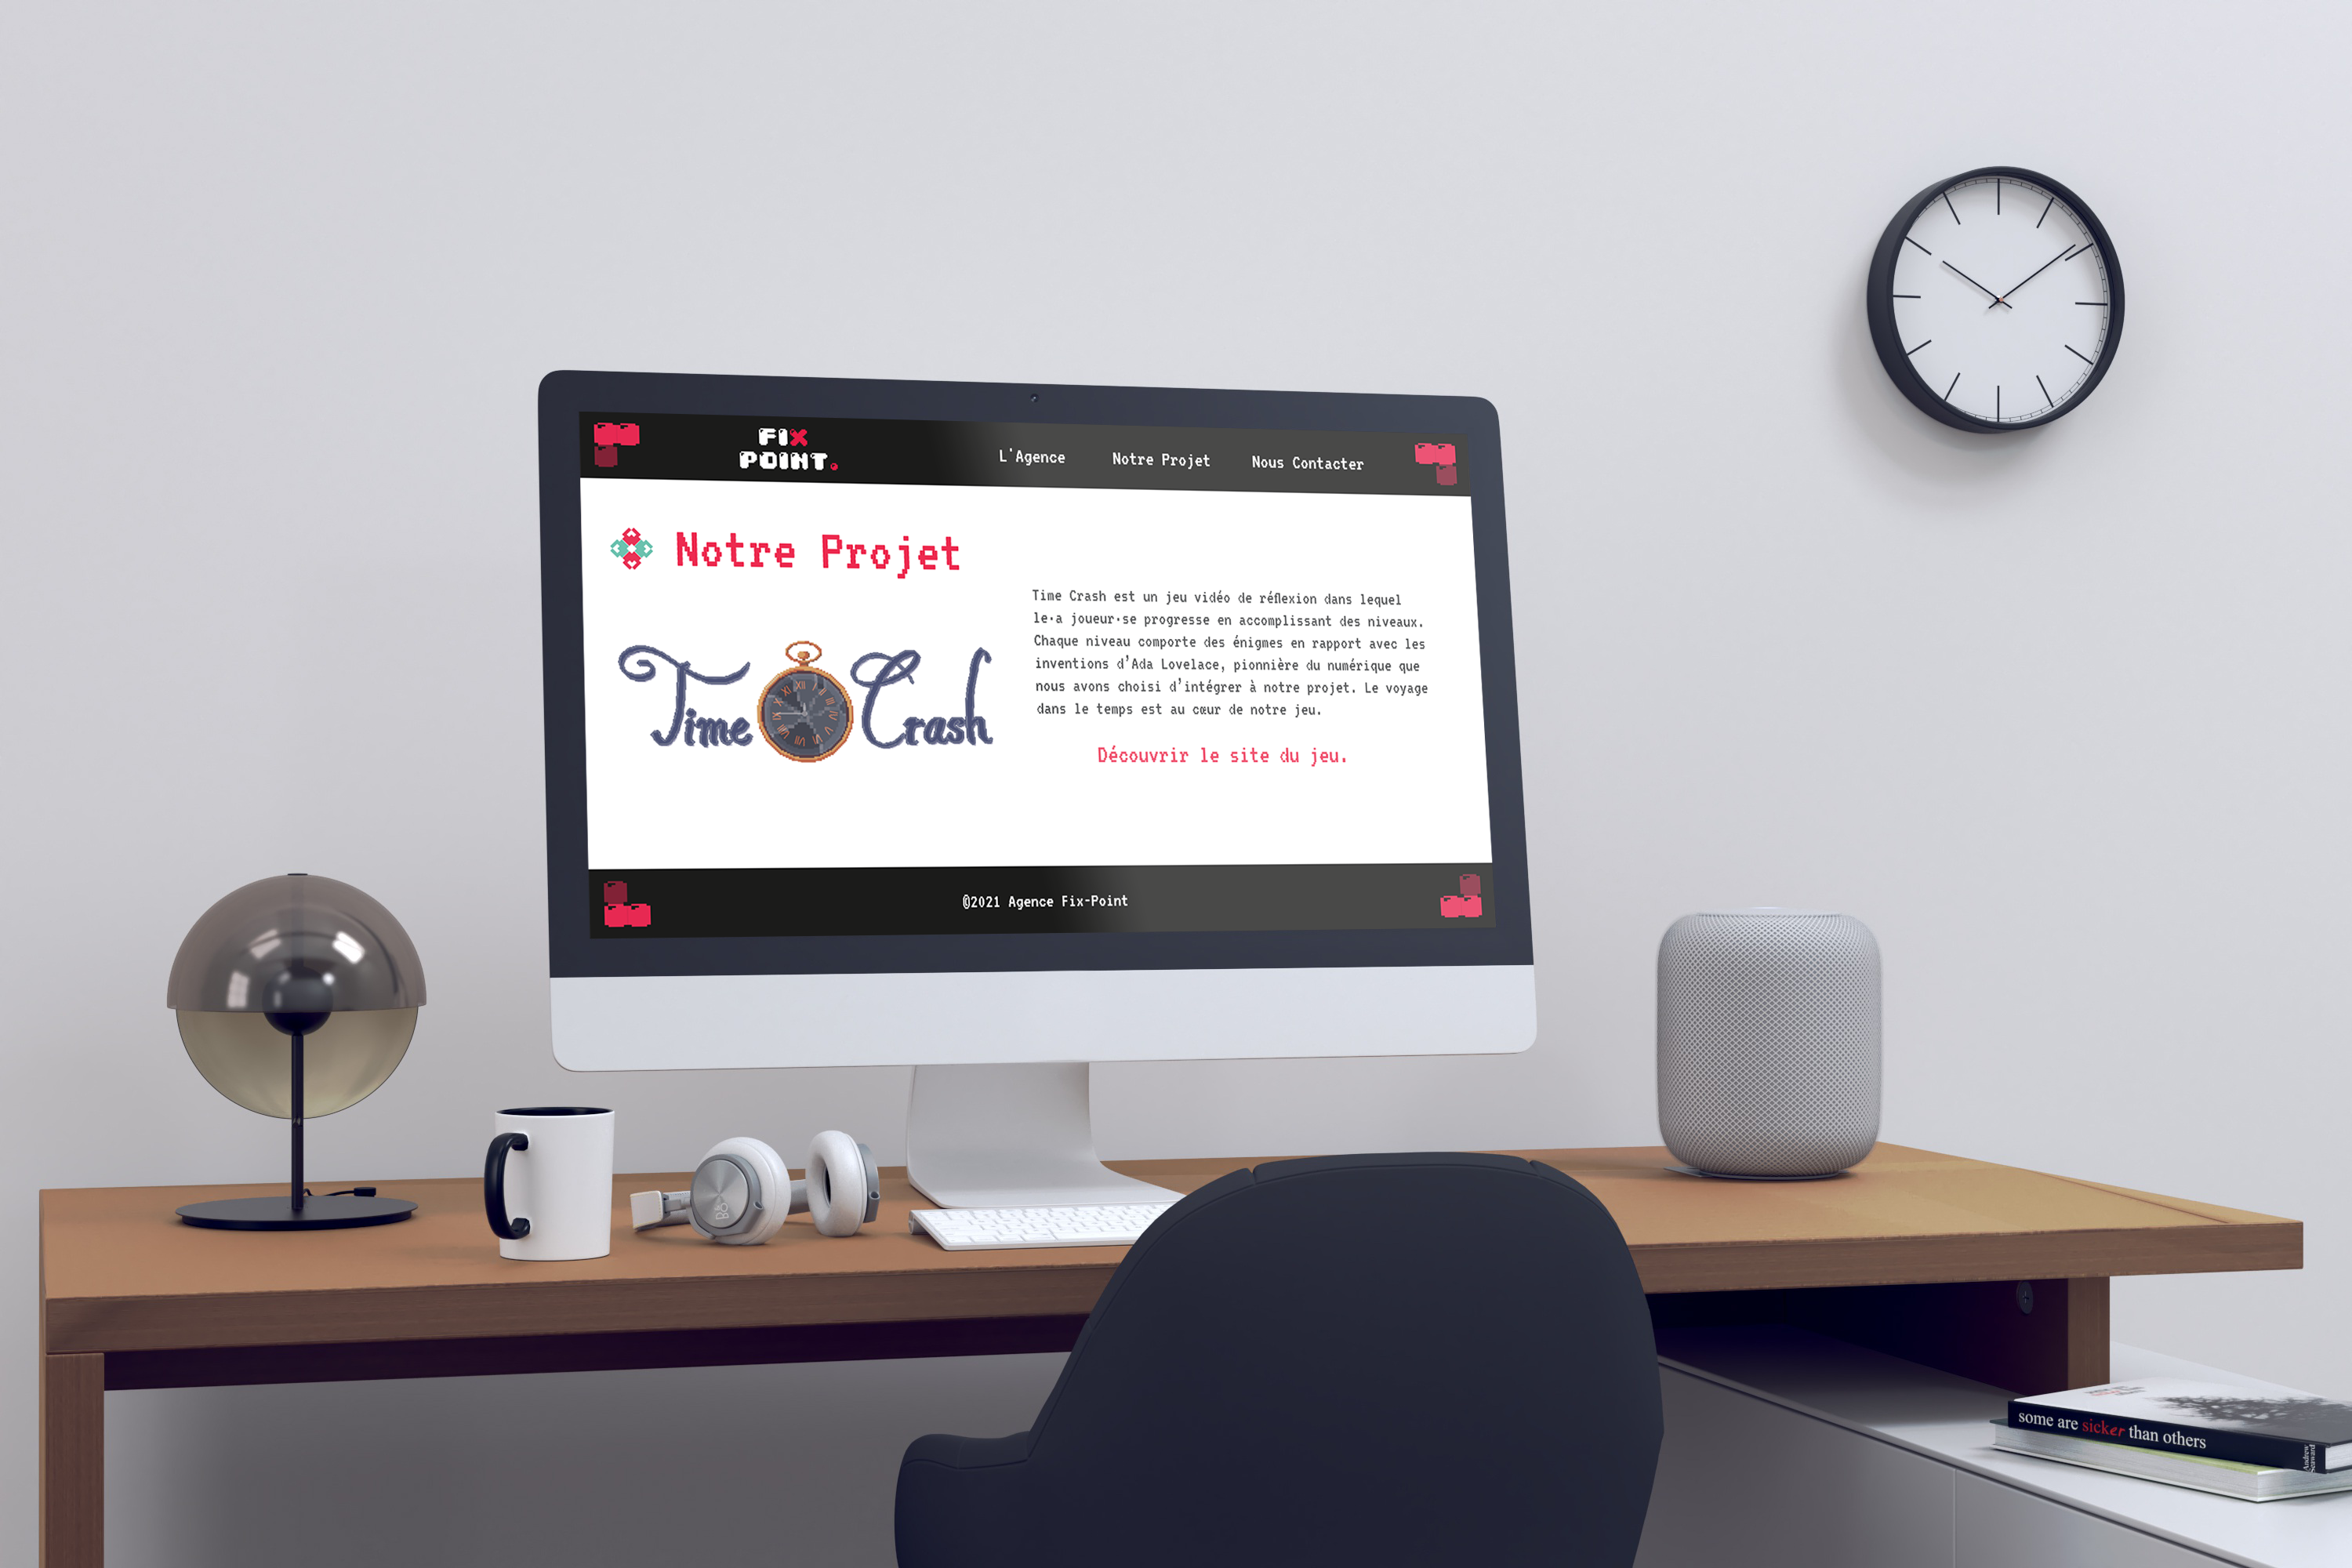 FIX
POINT.
L'Agence
Notre Projet
Nous Contacter
Notre Projet
Time Crash
Time Crash est un jeu vidéo de réflexion dans lequel
le·a joueur·se progresse en accomplissant des niveaux.
Chaque niveau comporte des énigmes en rapport avec les
inventions d'Ada Lovelace, pionnière du numérique que
nous avons choisi d'intégrer à notre projet. Le voyage
dans le temps est au cœur de notre jeu.
Découvrir le site du jeu.
©2021 Agence Fix-Point
some are sicker than others
Andrew
Seaward